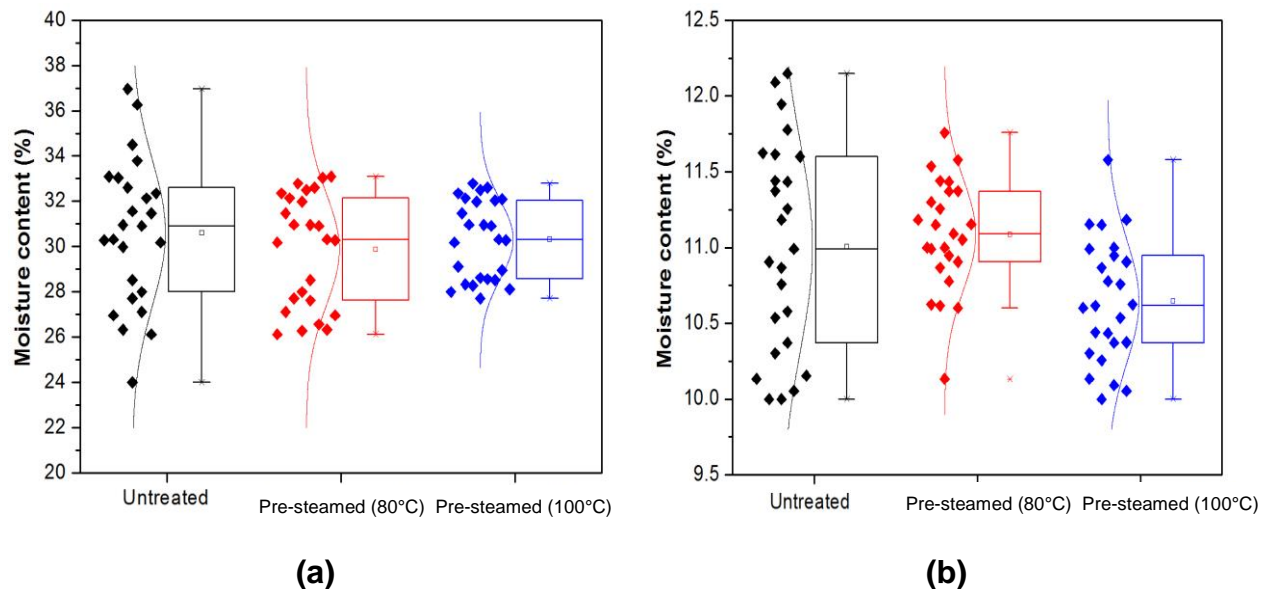 40
38
36
34
32
30
28
26
24
22
20
Moisture content (%)
Untreated
Pre-steamed (80°C)
Pre-steamed (100°C)
(a)
12.5
12.0
11.5
11.0
10.5
10.0
9.5
Moisture content (%)
Untreated
Pre-steamed (80°C)
Pre-steamed (100°C)
(b)